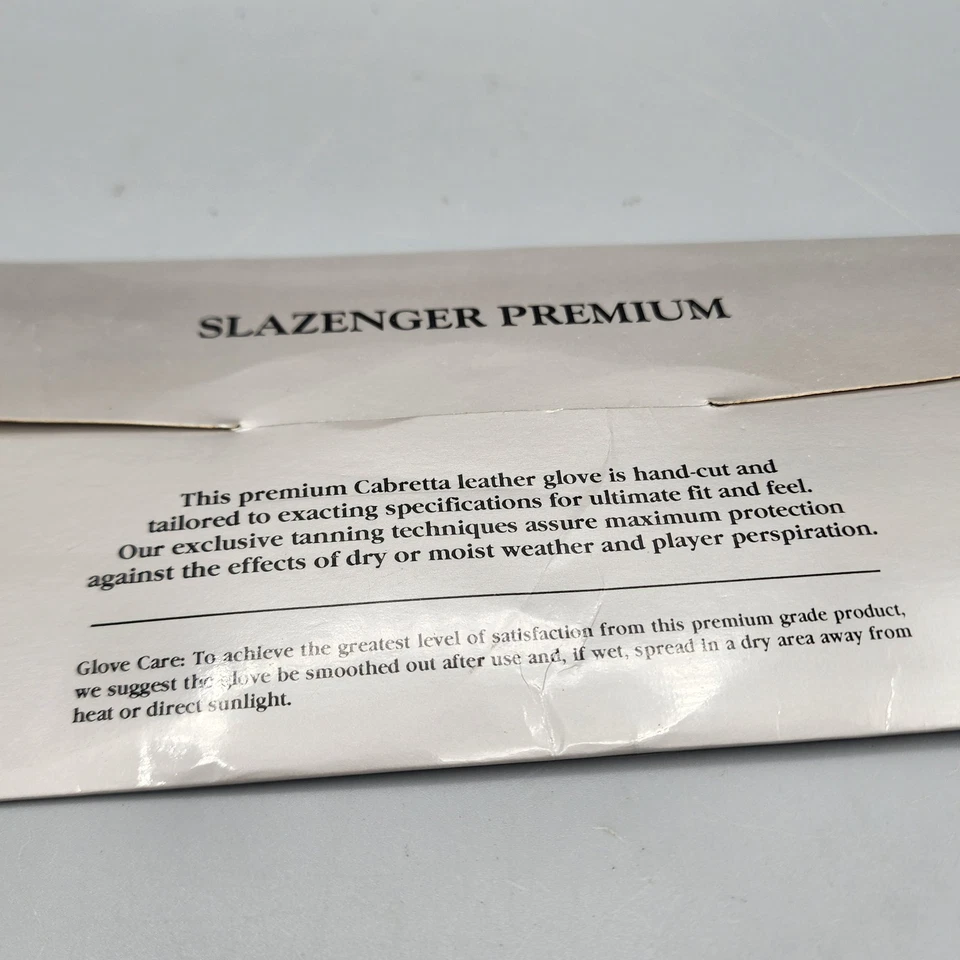 SLAZENGER PREMIUM
This premium Cabretta leather glove is hand-cut and
tailored to exacting specifications for ultimate fit and feel.
Our exclusive tanning techniques assure maximum protection
against the effects of dry or moist weather and player perspiration.
Glove Care: To achieve the greatest level of satisfaction from this premium grade product,
we suggest the glove be smoothed out after use and, if wet, spread in a dry area away from
heat or direct sunlight.